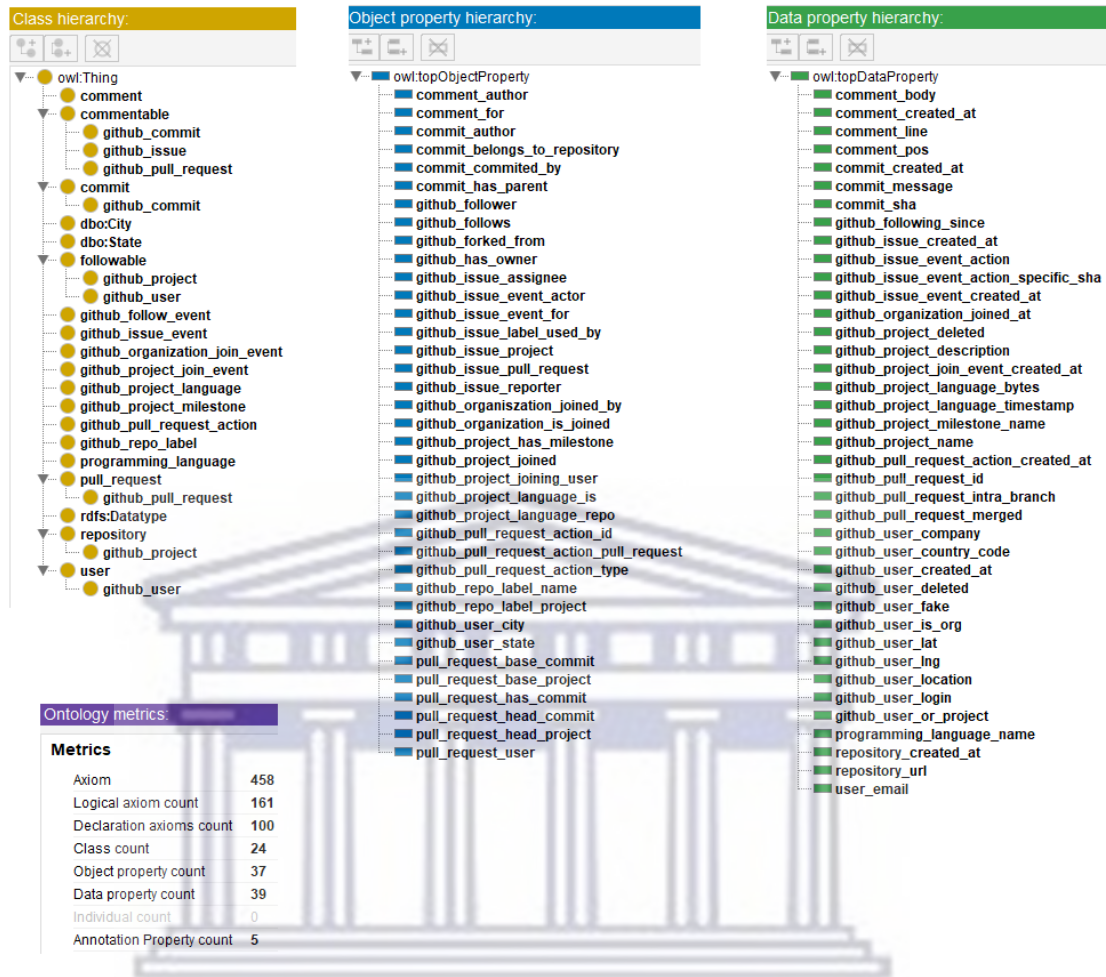 Class hierarchy:
owl:Thing
comment
commentable
github_commit
github_issue
github_pull_request
commit
github_commit
dbo:City
dbo:State
followable
github_project
github_user
github_follow_event
github_issue_event
github_organization_join_event
github_project_join_event
github_project_language
github_project_milestone
github_pull_request_action
github_repo_label
programming_language
pull_request
github_pull_request
rdfs:Datatype
repository
github_project
user
github_user
Object property hierarchy:
owl:topObjectProperty
comment_author
comment_for
commit_author
commit_belongs_to_repository
commit_commited_by
commit_has_parent
github_follower
github_follows
github_forked_from
github_has_owner
github_issue_assignee
github_issue_event_actor
github_issue_event_for
github_issue_label_used_by
github_issue_project
github_issue_pull_request
github_issue_reporter
github_organiszation_joined_by
github_organization_is_joined
github_project_has_milestone
github_project_joined
github_project_joining_user
github_project_language_is
github_project_language_repo
github_pull_request_action_id
github_pull_request_action_pull_request
github_pull_request_action_type
github_repo_label_name
github_repo_label_project
github_user_city
github_user_state
pull_request_base_commit
pull_request_base_project
pull_request_has_commit
pull_request_head_commit
pull_request_head_project
pull_request_user
Data property hierarchy:
owl:topDataProperty
comment_body
comment_created_at
comment_line
comment_pos
commit_created_at
commit_message
commit_sha
github_following_since
github_issue_created_at
github_issue_event_action
github_issue_event_action_specific_sha
github_issue_event_created_at
github_organization_joined_at
github_project_deleted
github_project_description
github_project_join_event_created_at
github_project_language_bytes
github_project_language_timestamp
github_project_milestone_name
github_project_name
github_pull_request_action_created_at
github_pull_request_id
github_pull_request_intra_branch
github_pull_request_merged
github_user_company
github_user_country_code
github_user_created_at
github_user_deleted
github_user_fake
github_user_is_org
github_user_lat
github_user_lng
github_user_location
github_user_login
github_user_or_project
programming_language_name
repository_created_at
repository_url
user_email
Ontology metrics:
Metrics
Axiom 458
Logical axiom count 161
Declaration axioms count 100
Class count 24
Object property count 37
Data property count 39
Individual count 0
Annotation Property count 5